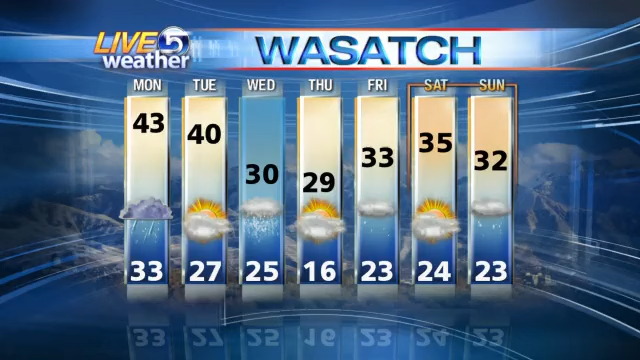 LIVE 5
weather
WASATCH
MON TUE WED THU FRI SAT SUN
43 40 30 29 33 35 32
33 27 25 16 23 24 23